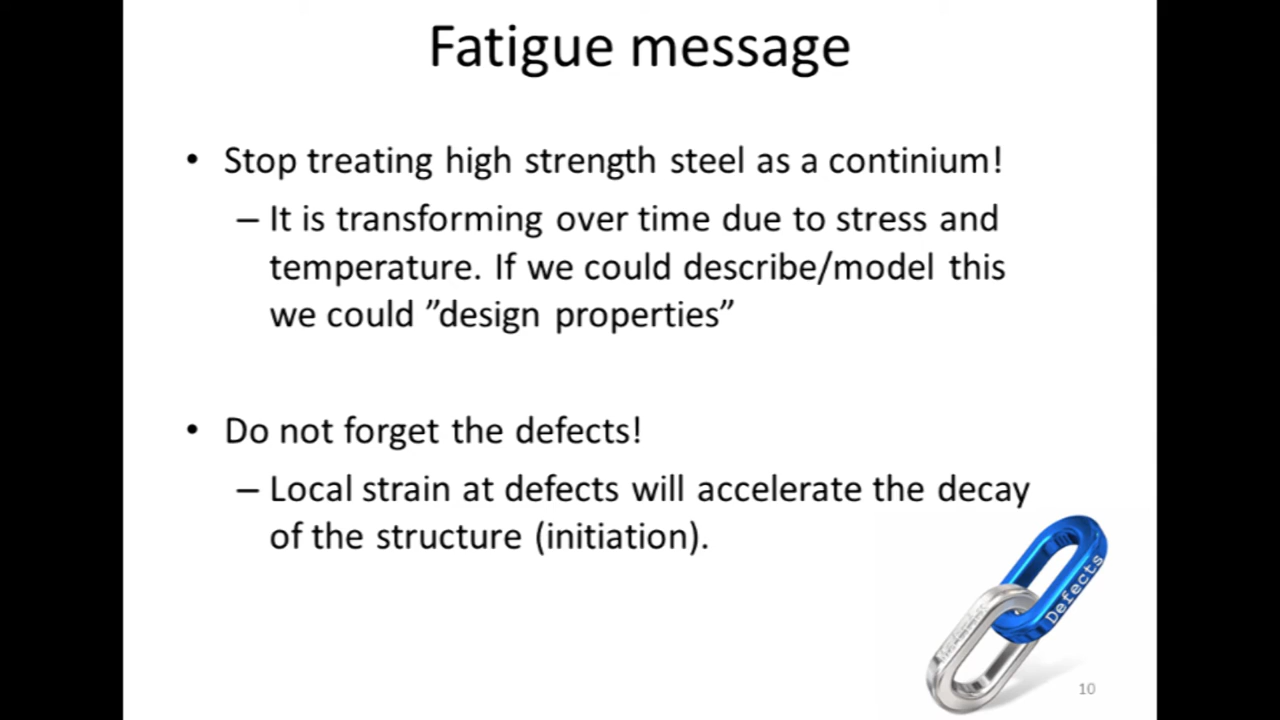 Fatigue message
• Stop treating high strength steel as a continium!
– It is transforming over time due to stress and
temperature. If we could describe/model this
we could ”design properties”
• Do not forget the defects!
– Local strain at defects will accelerate the decay
of the structure (initiation).
Defects
10